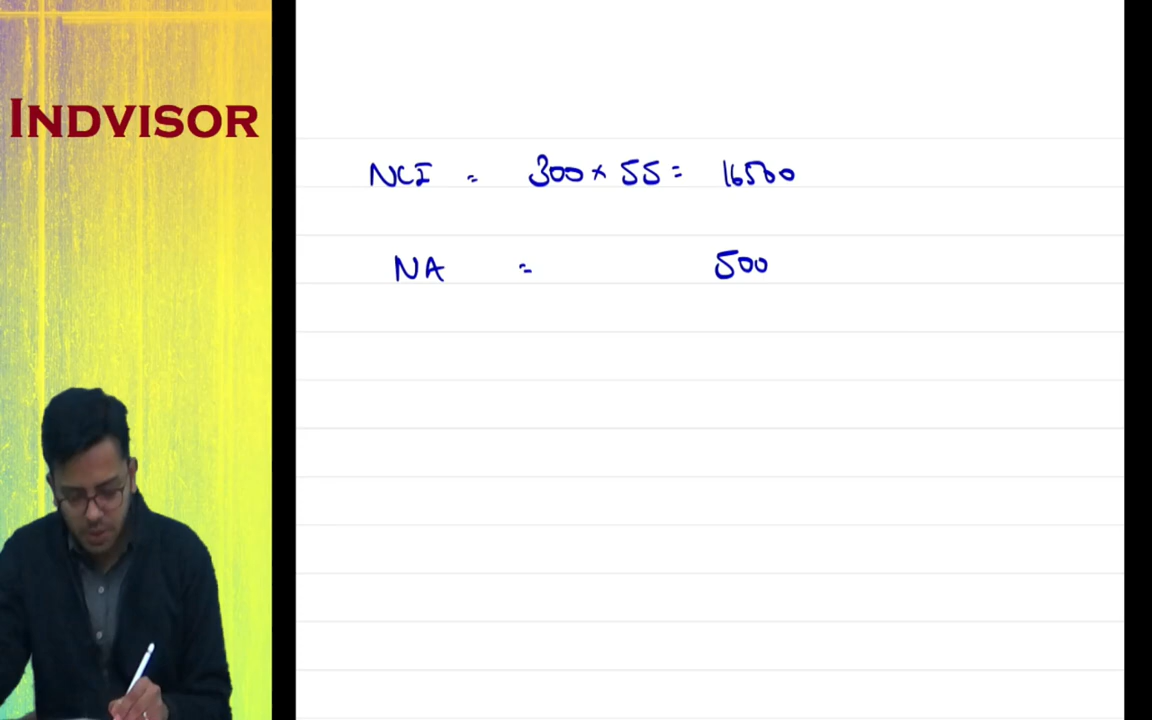 INDVISOR
NCI = 300 × 55 = 16500
NA = 500